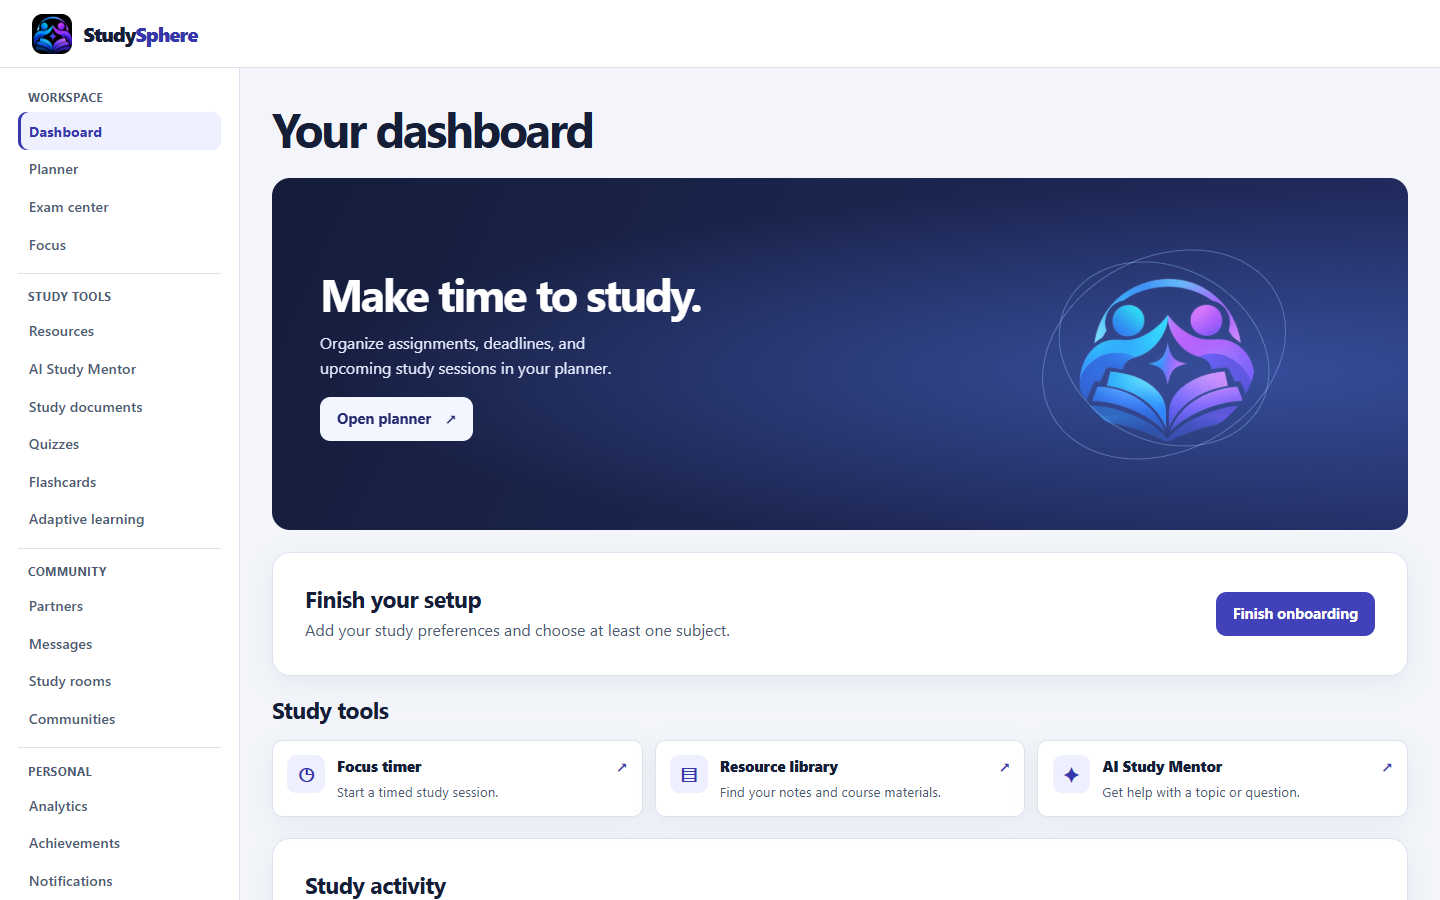 StudySphere
WORKSPACE
Dashboard
Planner
Exam center
Focus
STUDY TOOLS
Resources
AI Study Mentor
Study documents
Quizzes
Flashcards
Adaptive learning
COMMUNITY
Partners
Messages
Study rooms
Communities
PERSONAL
Analytics
Achievements
Notifications
Your dashboard
Make time to study.
Organize assignments, deadlines, and
upcoming study sessions in your planner.
Open planner ↗
Finish your setup
Add your study preferences and choose at least one subject.
Finish onboarding
Study tools
Focus timer ↗
Start a timed study session.
Resource library ↗
Find your notes and course materials.
AI Study Mentor ↗
Get help with a topic or question.
Study activity